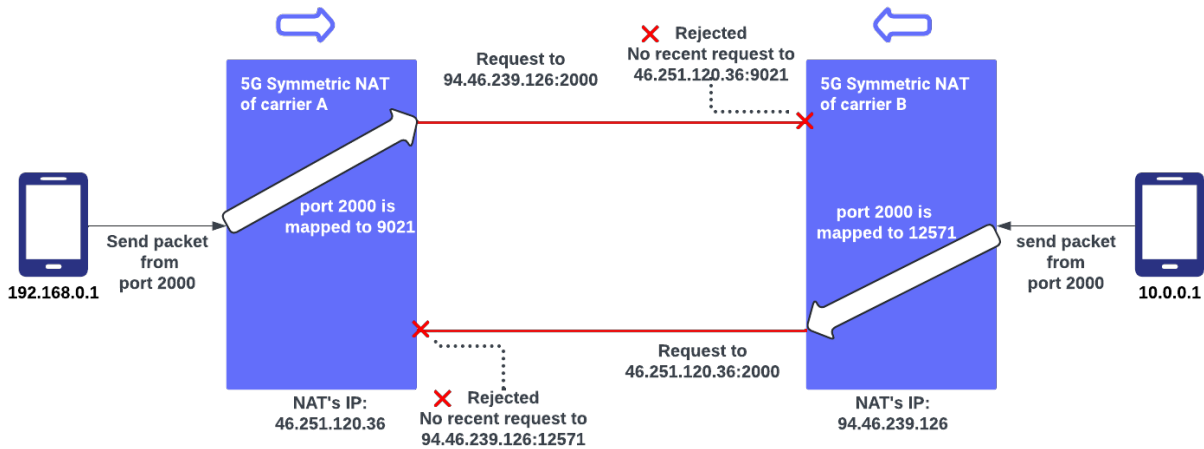 5G Symmetric NAT
of carrier A
Request to
94.46.239.126:2000
Rejected
No recent request to
46.251.120.36:9021
5G Symmetric NAT
of carrier B
port 2000 is
mapped to 9021
port 2000 is
mapped to 12571
Send packet
from
port 2000
192.168.0.1
send packet
from
port 2000
10.0.0.1
Request to
46.251.120.36:2000
NAT's IP:
46.251.120.36
Rejected
No recent request to
94.46.239.126:12571
NAT's IP:
94.46.239.126